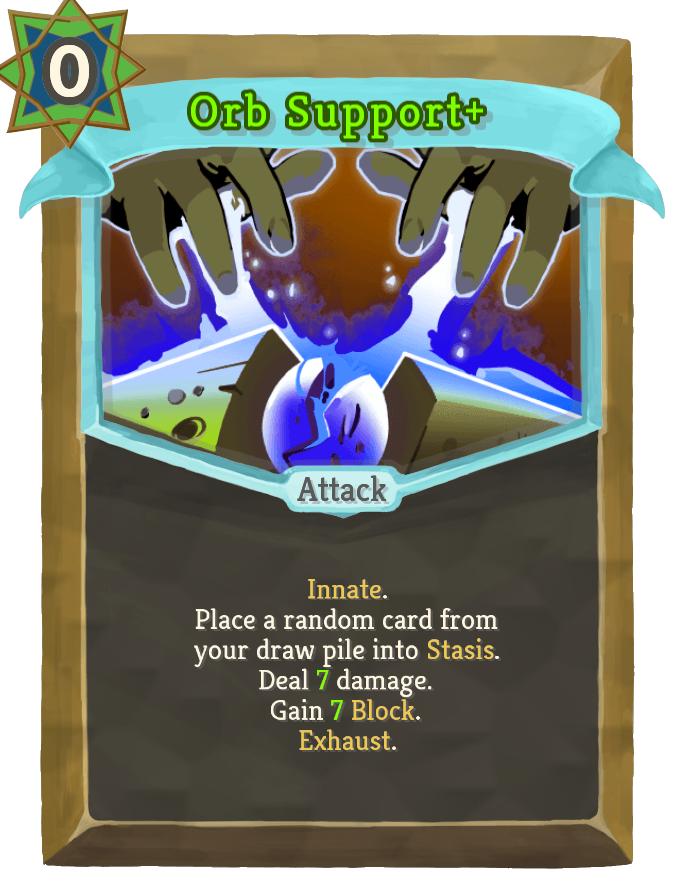 0
Orb Support+
Attack
Innate.
Place a random card from
your draw pile into Stasis.
Deal 7 damage.
Gain 7 Block.
Exhaust.